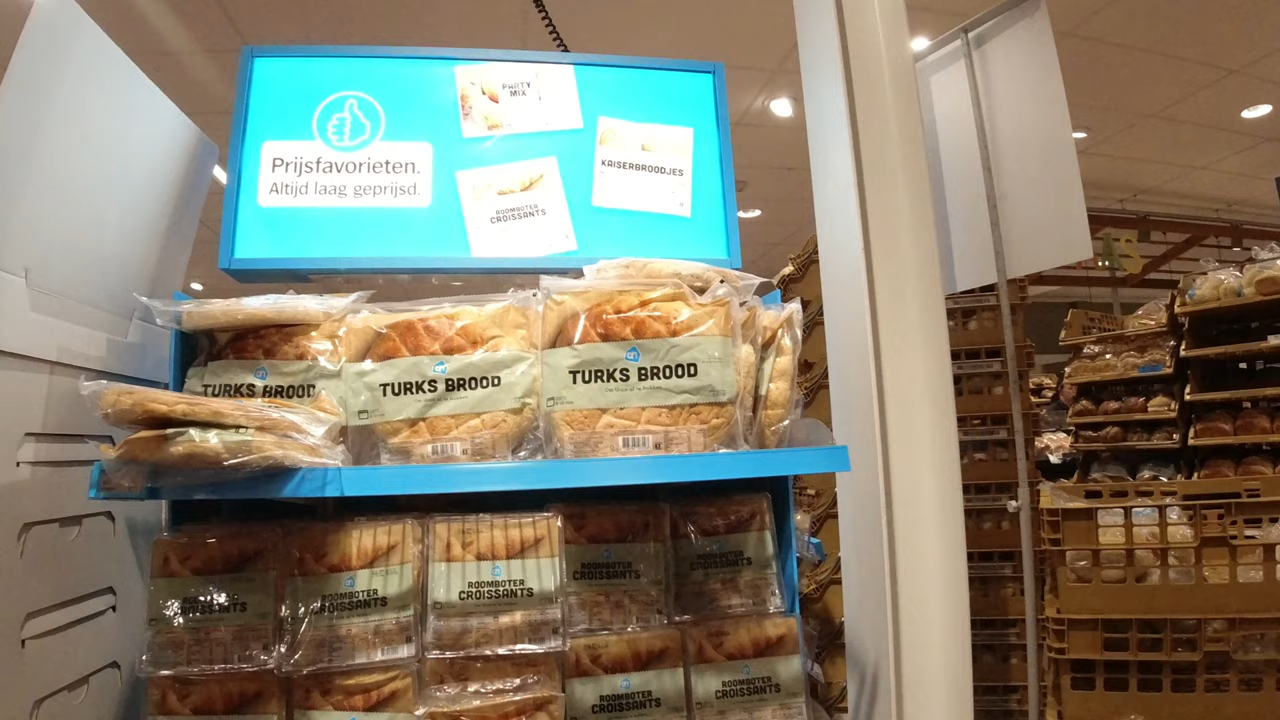 PARTY
MIX
Prijsfavorieten.
Altijd laag geprijsd.
KAISERBROODJES
ROOMBOTER
CROISSANTS
TURKS BROOD
TURKS BROOD
TURKS BROOD
ROOMBOTER
CROISSANTS
ROOMBOTER
CROISSANTS
ROOMBOTER
CROISSANTS
ROOMBOTER
CROISSANTS
ROOMBOTER
CROISSANTS
ROOMBOTER
CROISSANTS
ROOMBOTER
CROISSANTS